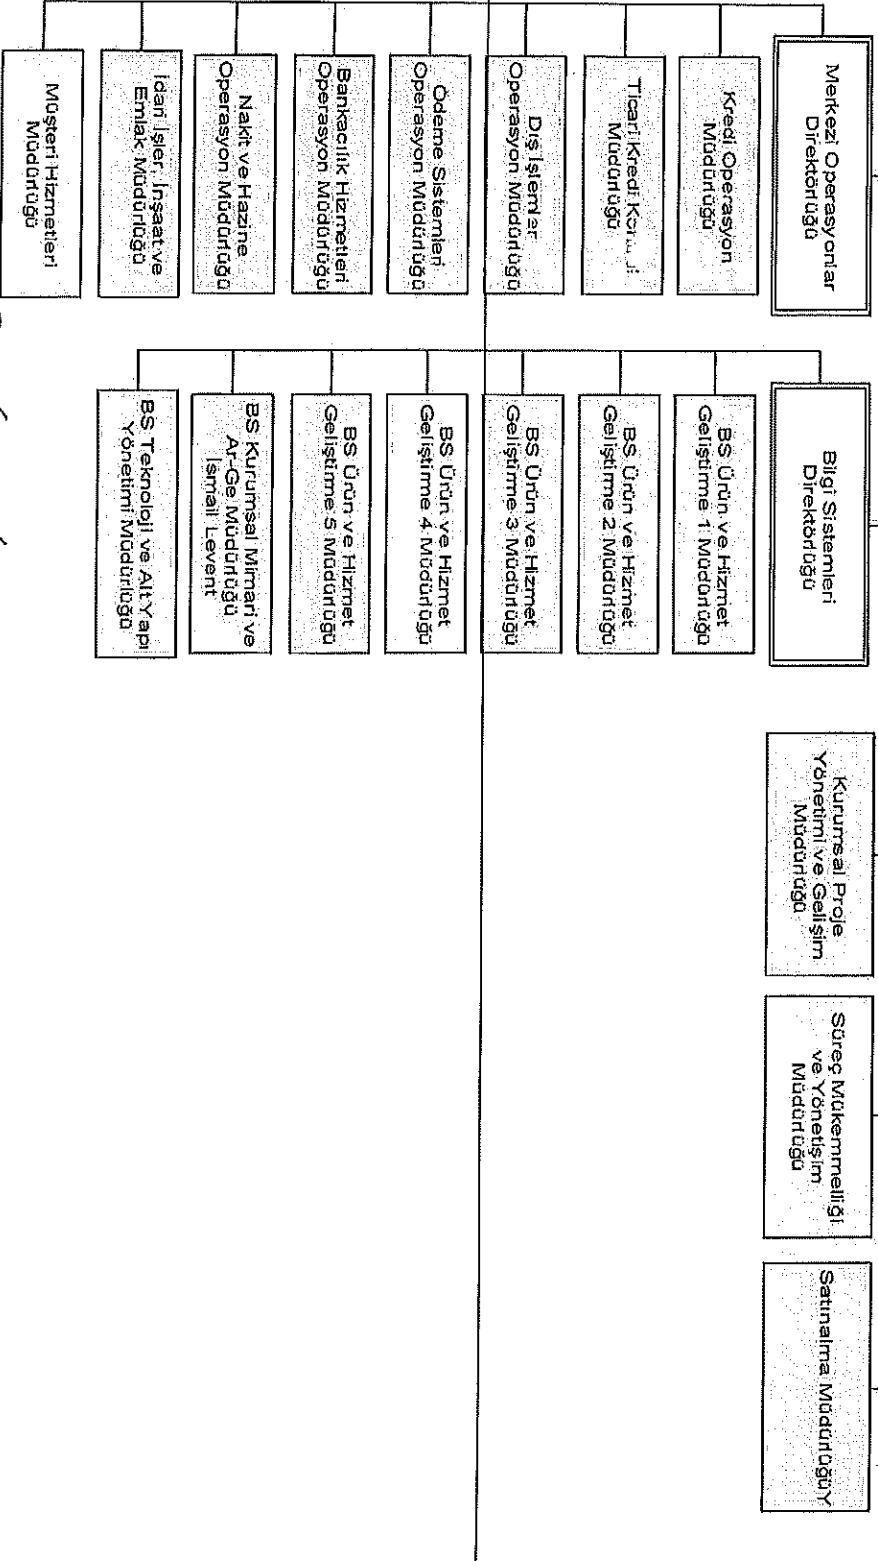 Merkezi Operasyonlar
Direktörlüğü
Kredi Operasyon
Müdürlüğü
Ticari Kredi
Müdürlüğü
Dış İşlemler
Operasyon Müdürlüğü
Ödeme Sistemleri
Operasyon Müdürlüğü
Bankacılık Hizmetleri
Operasyon Müdürlüğü
Nakit ve Hazine
Operasyon Müdürlüğü
İdari İşler, İnşaat ve
Emlak Müdürlüğü
Müşteri Hizmetleri
Müdürlüğü
Bilgi Sistemleri
Direktörlüğü
BS Ürün ve Hizmet
Geliştirme 1 Müdürlüğü
BS Ürün ve Hizmet
Geliştirme 2 Müdürlüğü
BS Ürün ve Hizmet
Geliştirme 3 Müdürlüğü
BS Ürün ve Hizmet
Geliştirme 4 Müdürlüğü
BS Ürün ve Hizmet
Geliştirme 5 Müdürlüğü
BS Kurumsal Mimari ve
Ar-Ge Müdürlüğü
İsmail Levent
BS Teknoloji ve Alt Yapı
Yönetimi Müdürlüğü
Kurumsal Proje
Yönetimi ve Gelişim
Müdürlüğü
Süreç Mükemmelliği
ve Yönetişim
Müdürlüğü
Satınalma MüdürlüğüY